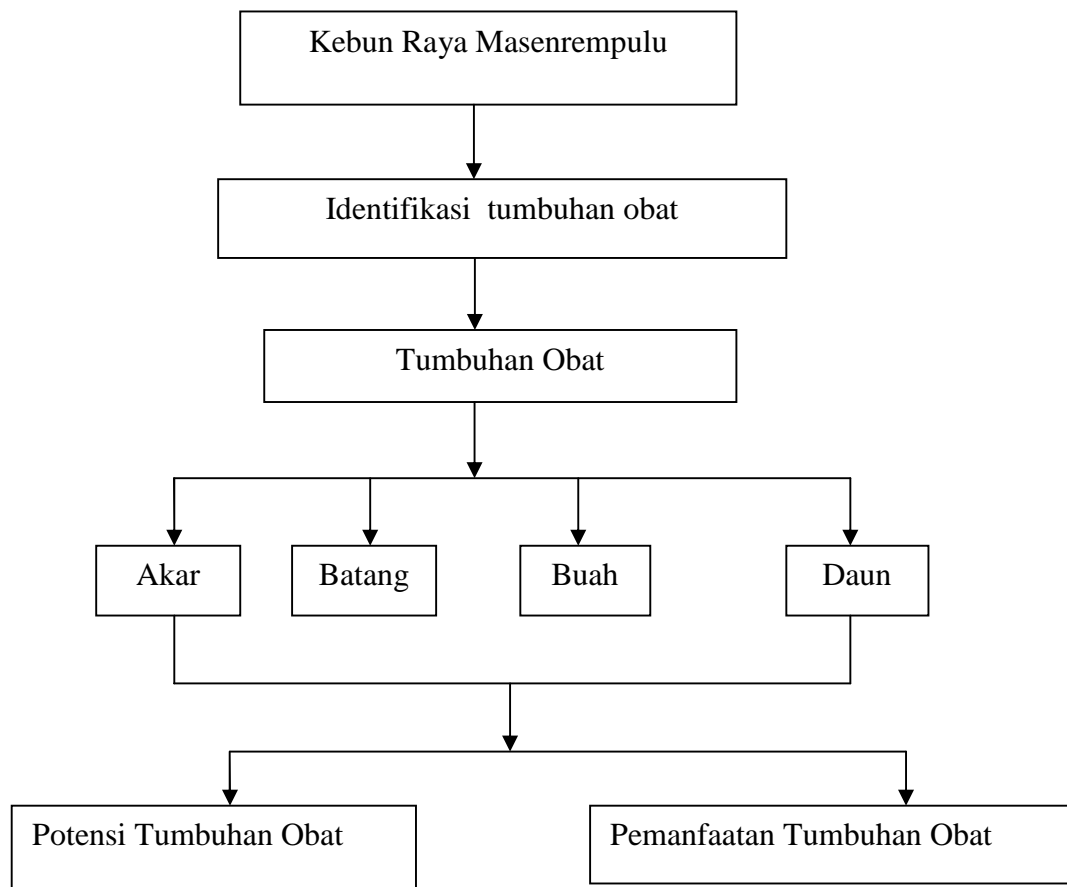 Kebun Raya Masenrempulu
Identifikasi tumbuhan obat
Tumbuhan Obat
Akar
Batang
Buah
Daun
Potensi Tumbuhan Obat
Pemanfaatan Tumbuhan Obat